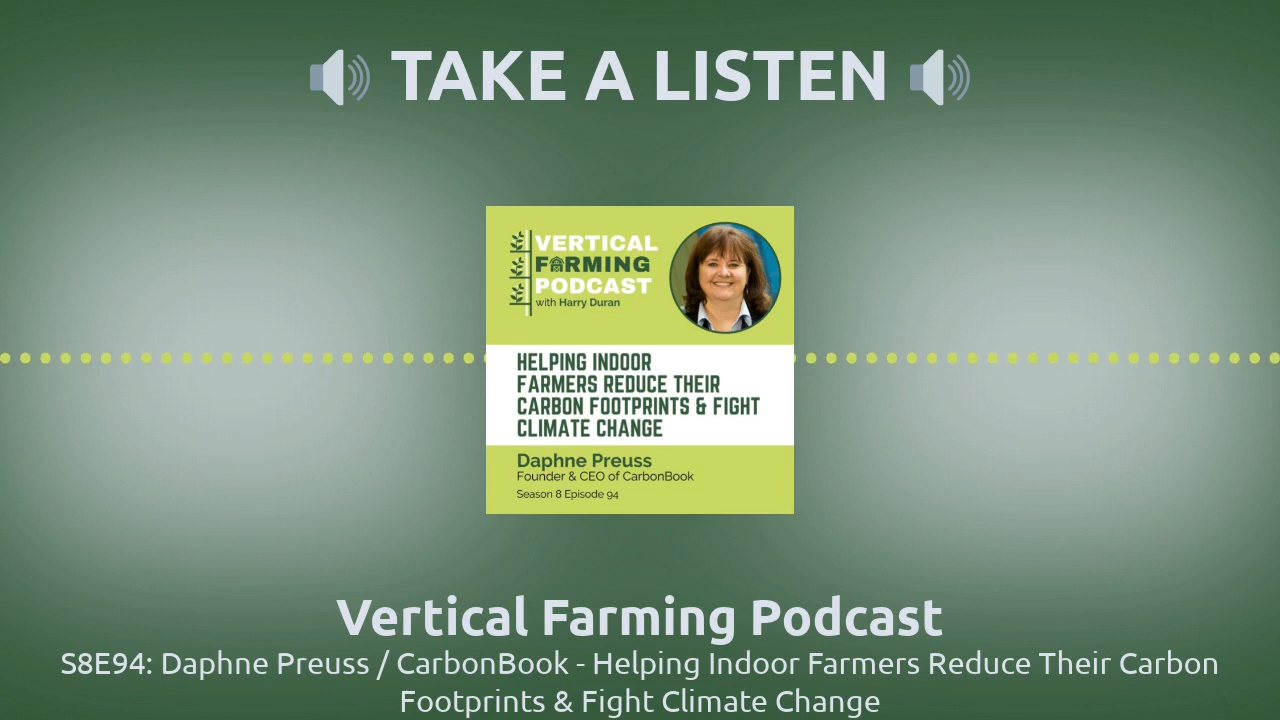 TAKE A LISTEN
VERTICAL
FARMING
PODCAST
with Harry Duran
HELPING INDOOR
FARMERS REDUCE THEIR
CARBON FOOTPRINTS & FIGHT
CLIMATE CHANGE
Daphne Preuss
Founder & CEO of CarbonBook
Season 8 Episode 94
Vertical Farming Podcast
S8E94: Daphne Preuss / CarbonBook - Helping Indoor Farmers Reduce Their Carbon
Footprints & Fight Climate Change